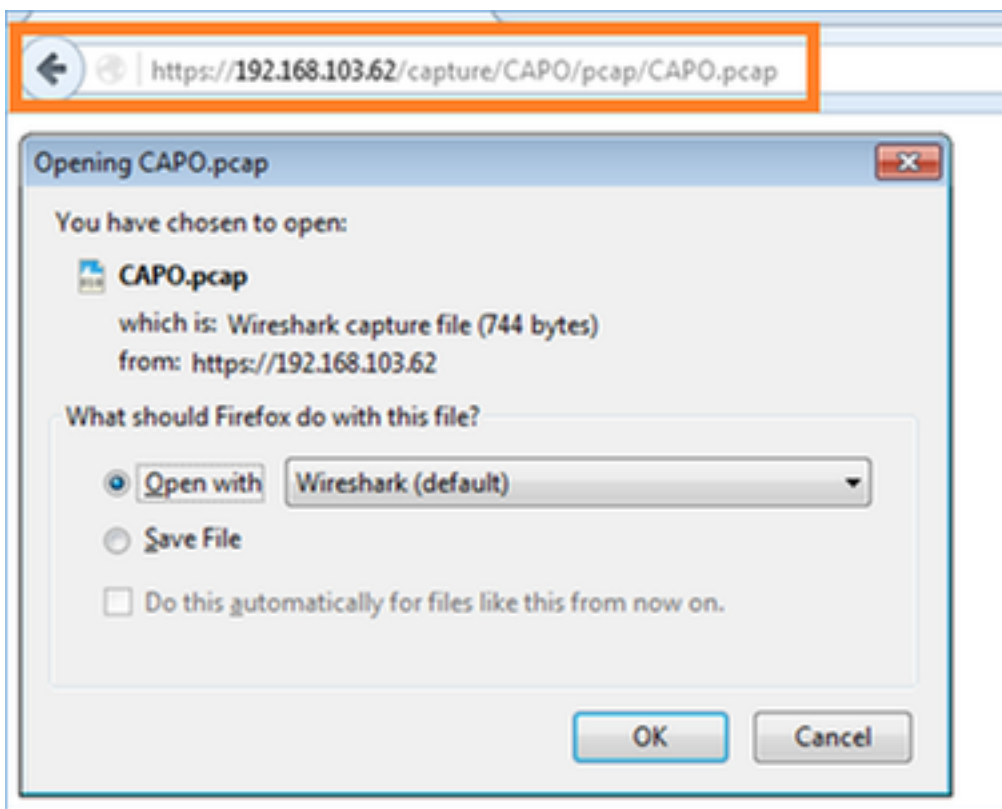 https://192.168.103.62/capture/CAPO/pcap/CAPO.pcap
Opening CAPO.pcap
You have chosen to open:
CAPO.pcap
which is: Wireshark capture file (744 bytes)
from: https://192.168.103.62
What should Firefox do with this file?
Open with Wireshark (default)
Save File
Do this automatically for files like this from now on.
OK Cancel